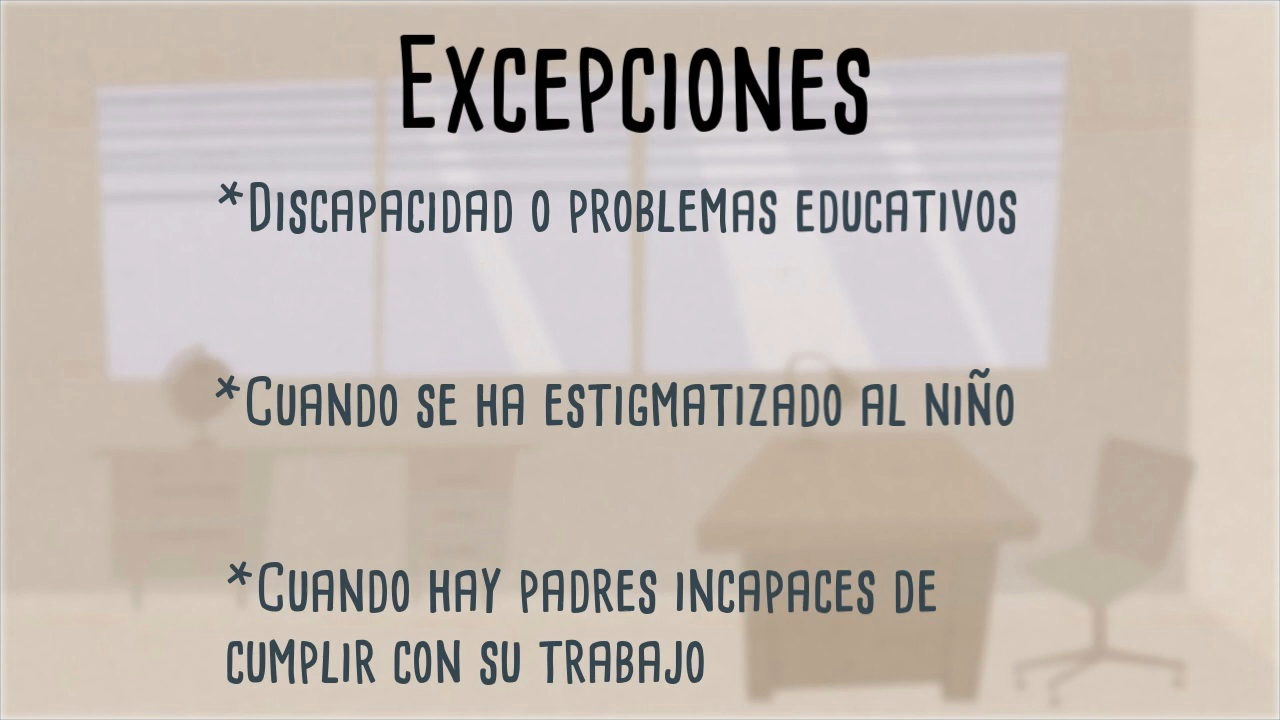 Excepciones
*Discapacidad o problemas educativos
*Cuando se ha estigmatizado al niño
*Cuando hay padres incapaces de
cumplir con su trabajo